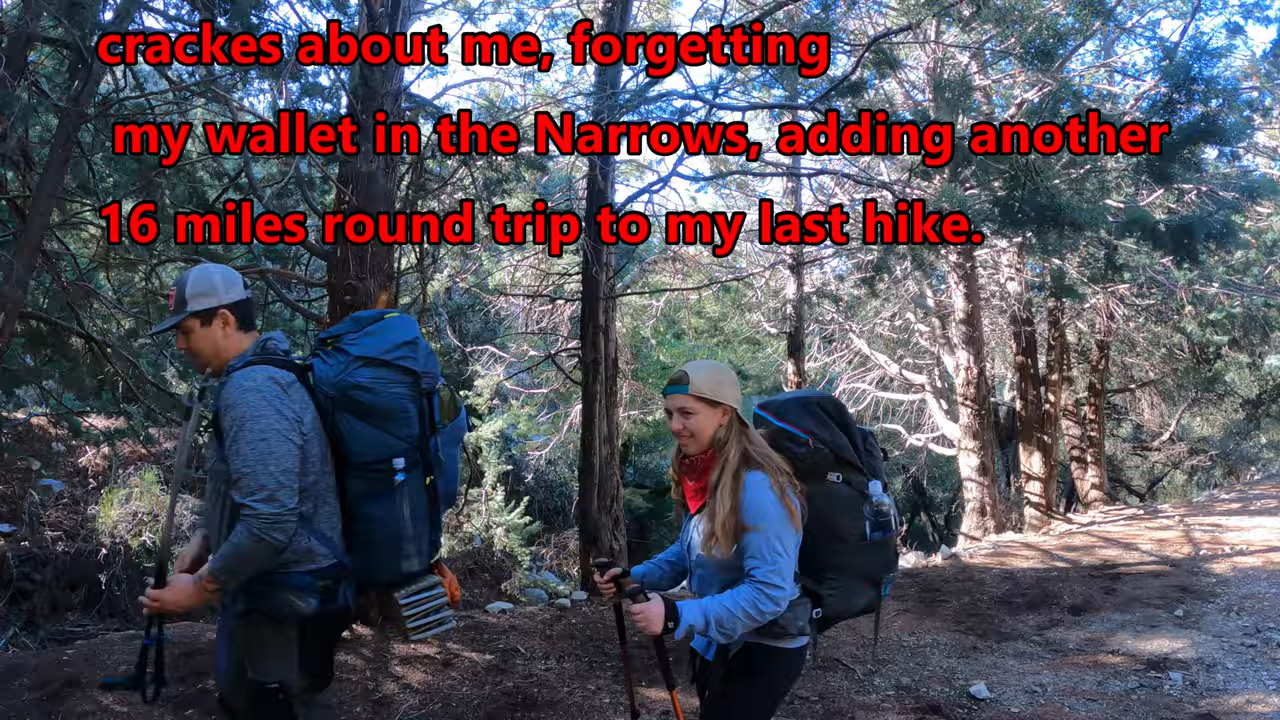 crackes about me, forgetting
my wallet in the Narrows, adding another
16 miles round trip to my last hike.